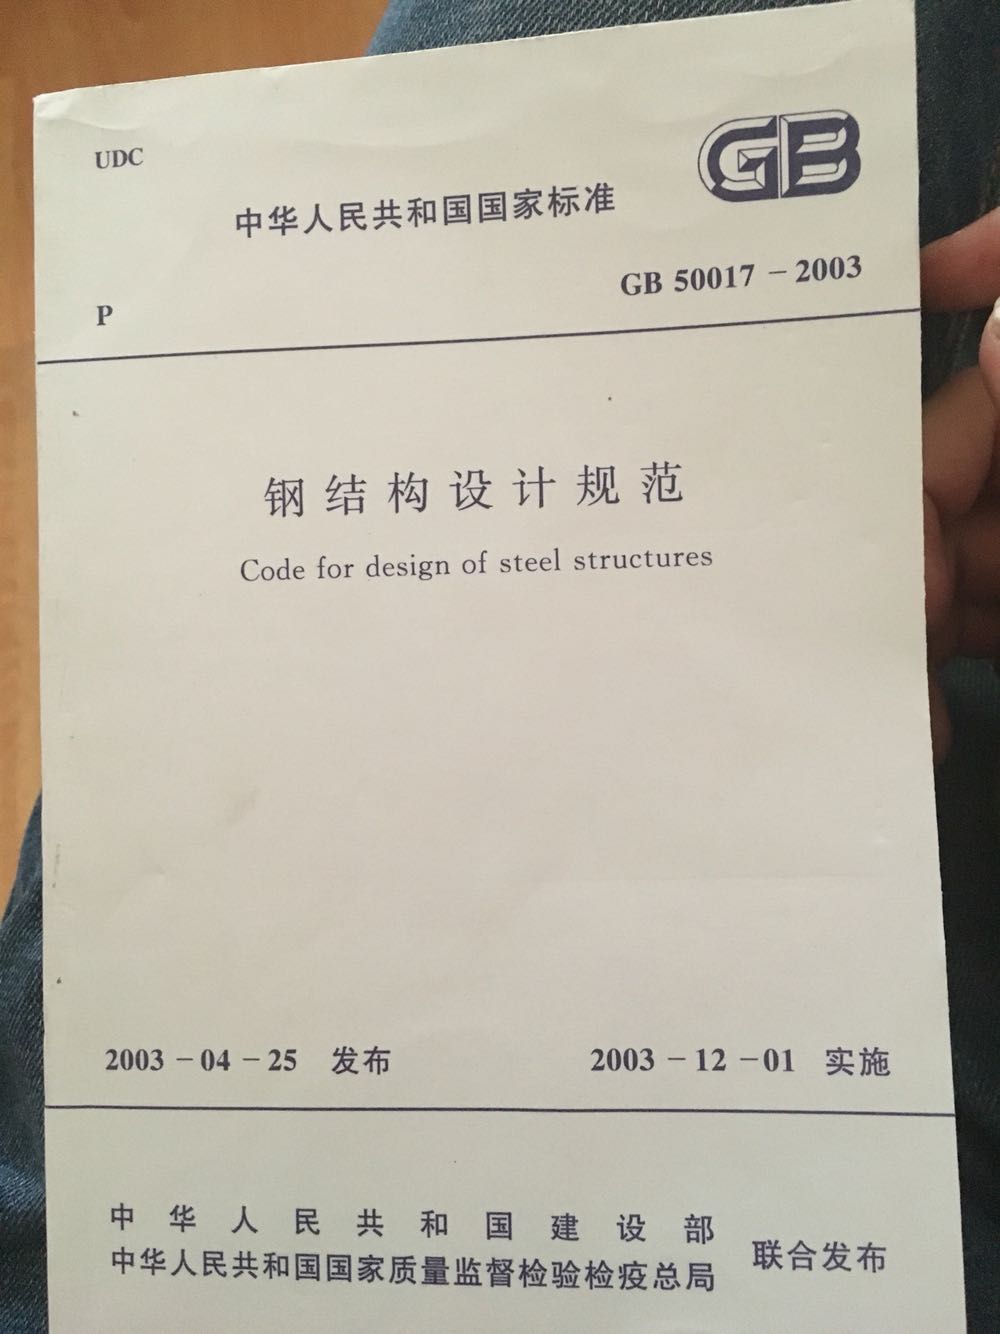 UDC
GB
中华人民共和国国家标准
GB 50017－2003
P
钢结构设计规范
Code for design of steel structures
2003－04－25 发布
2003－12－01 实施
中华人民共和国建设部
中华人民共和国国家质量监督检验检疫总局
联合发布